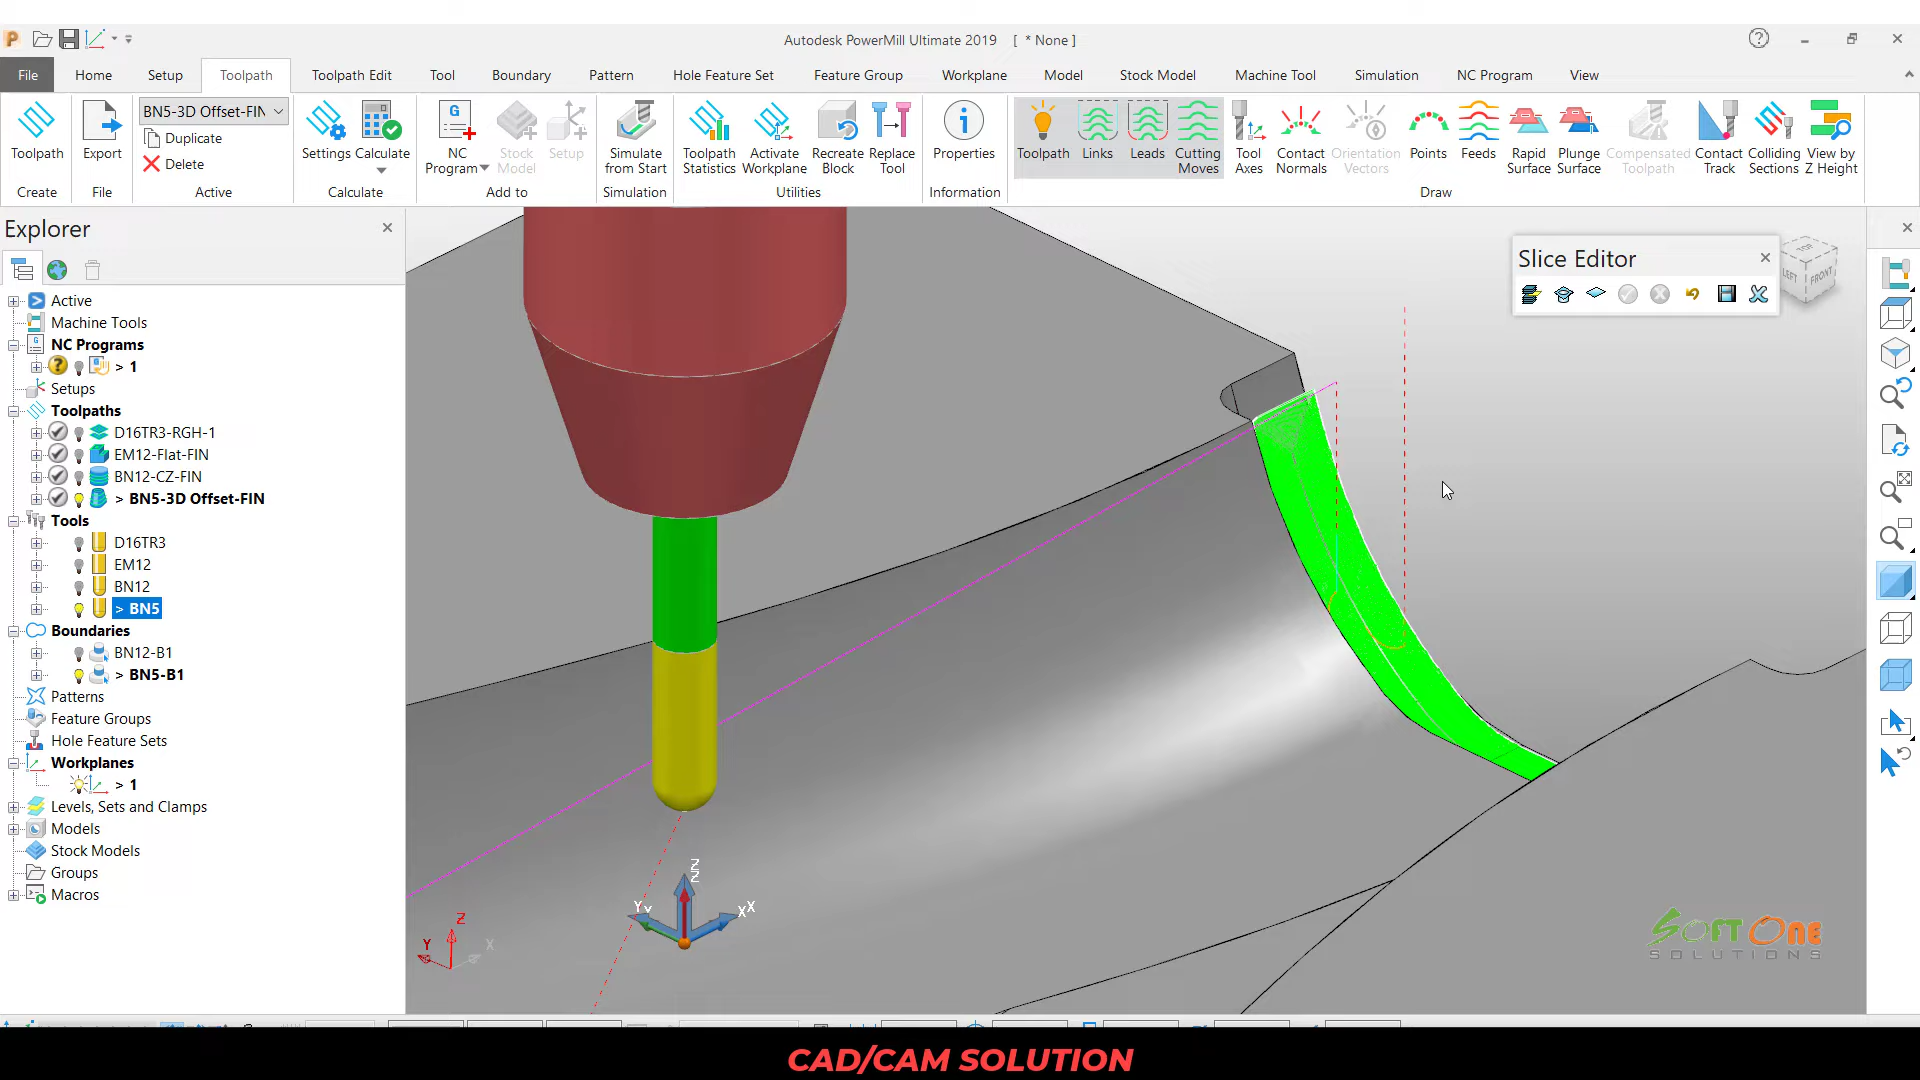 Autodesk PowerMill Ultimate 2019 [ * None ]
File Home Setup Toolpath Toolpath Edit Tool Boundary Pattern Hole Feature Set Feature Group Workplane Model Stock Model Machine Tool Simulation NC Program View
Toolpath
Create
Export
File
BN5-3D Offset-FIN
Duplicate
Delete
Active
Settings
Calculate
Calculate
NC Program
Stock Model
Setup
Add to
Simulate from Start
Simulation
Toolpath Statistics
Activate Workplane
Recreate Block
Replace Tool
Utilities
Properties
Information
Toolpath
Links
Leads
Cutting Moves
Tool Axes
Contact Normals
Orientation Vectors
Points
Feeds
Rapid Surface
Plunge Surface
Compensated Toolpath
Contact Track
Colliding Sections
View by Z Height
Draw
Explorer
Active
Machine Tools
NC Programs
> 1
Setups
Toolpaths
D16TR3-RGH-1
EM12-Flat-FIN
BN12-CZ-FIN
> BN5-3D Offset-FIN
Tools
D16TR3
EM12
BN12
> BN5
Boundaries
BN12-B1
> BN5-B1
Patterns
Feature Groups
Hole Feature Sets
Workplanes
> 1
Levels, Sets and Clamps
Models
Stock Models
Groups
Macros
Slice Editor
TOP
LEFT
FRONT
Z
Z
Y
Y
X
X
Z
Y
X
SOFTONE
SOLUTIONS
CAD/CAM SOLUTION